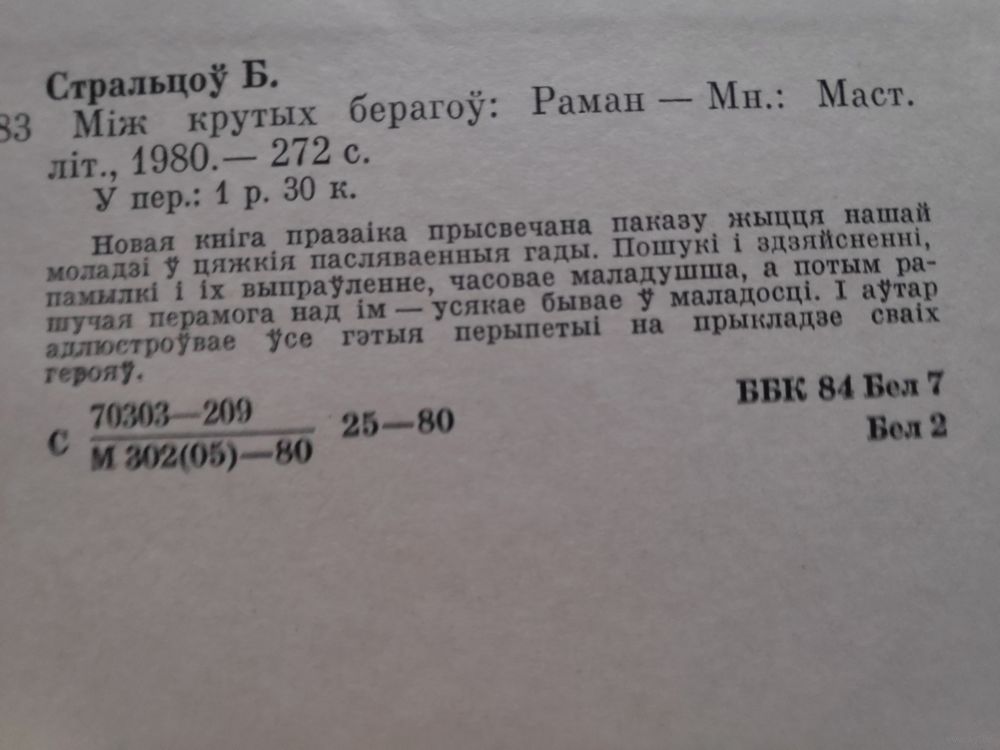 Стральцоў Б.
83 Між крутых берагоў: Раман — Мн.: Маст.
літ., 1980.— 272 с.
У пер.: 1 р. 30 к.
Новая кніга празаіка прысвечана паказу жыцця нашай
моладзі ў цяжкія пасляваенныя гады. Пошукі і здзяйсненні,
памылкі і іх выпраўленне, часовае маладушша, а потым ра-
шучая перамога над ім — усякае бывае ў маладосці. І аўтар
адлюстроўвае ўсе гэтыя перыпетыі на прыкладзе сваіх
герояў.
С 70303—209
М 302(05)—80 25—80
ББК 84 Бел 7
Бел 2